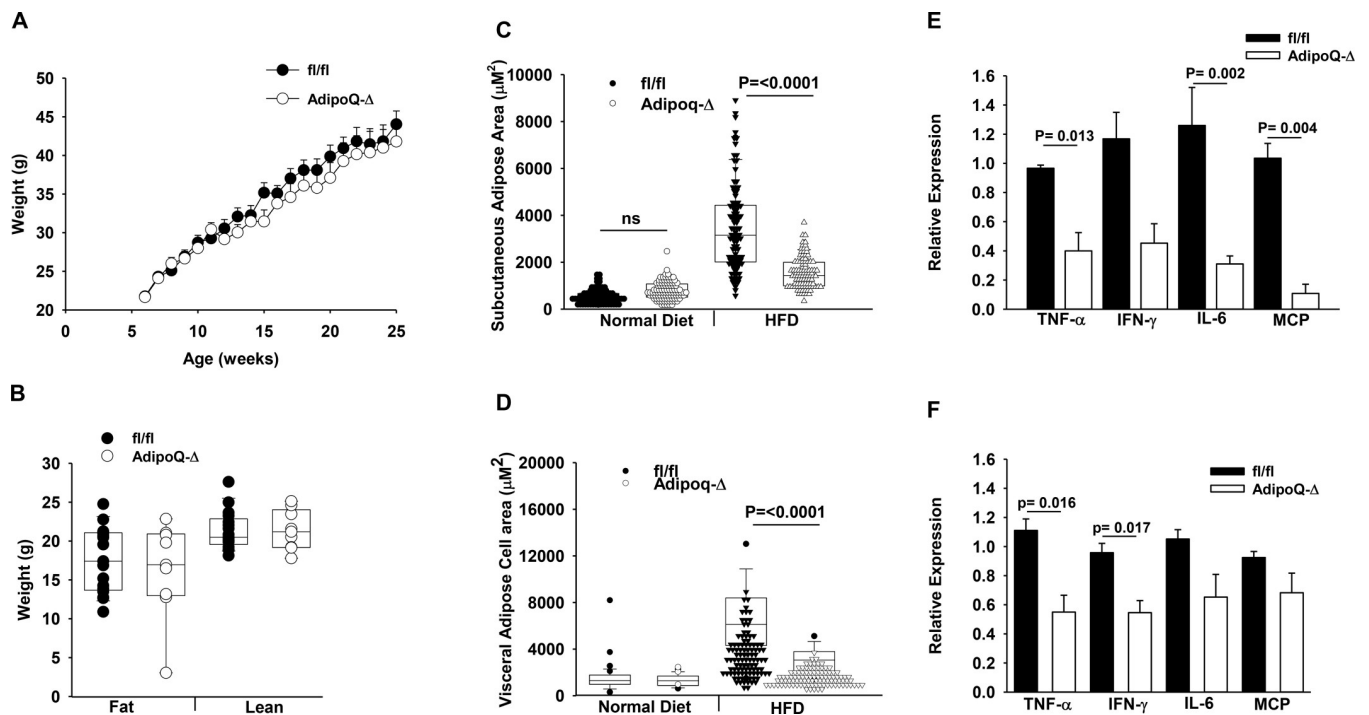 A
fl/fl
AdipoQ-Δ
Weight (g)
50
45
40
35
30
25
20
0 5 10 15 20 25
Age (weeks)
B
fl/fl
AdipoQ-Δ
Weight (g)
30
25
20
15
10
5
0
Fat Lean
C
fl/fl
Adipoq-Δ
P=<0.0001
ns
Subcutaneous Adipose Area (μM²)
10000
8000
6000
4000
2000
0
Normal Diet HFD
D
fl/fl
Adipoq-Δ
P=<0.0001
Visceral Adipose Cell area (μM²)
20000
16000
12000
8000
4000
0
Normal Diet HFD
E
fl/fl
AdipoQ-Δ
P= 0.013
P= 0.002
P= 0.004
Relative Expression
1.6
1.4
1.2
1.0
0.8
0.6
0.4
0.2
0.0
TNF-α IFN-γ IL-6 MCP
F
fl/fl
AdipoQ-Δ
p= 0.016
p= 0.017
Relative Expression
1.6
1.4
1.2
1.0
0.8
0.6
0.4
0.2
0.0
TNF-α IFN-γ IL-6 MCP